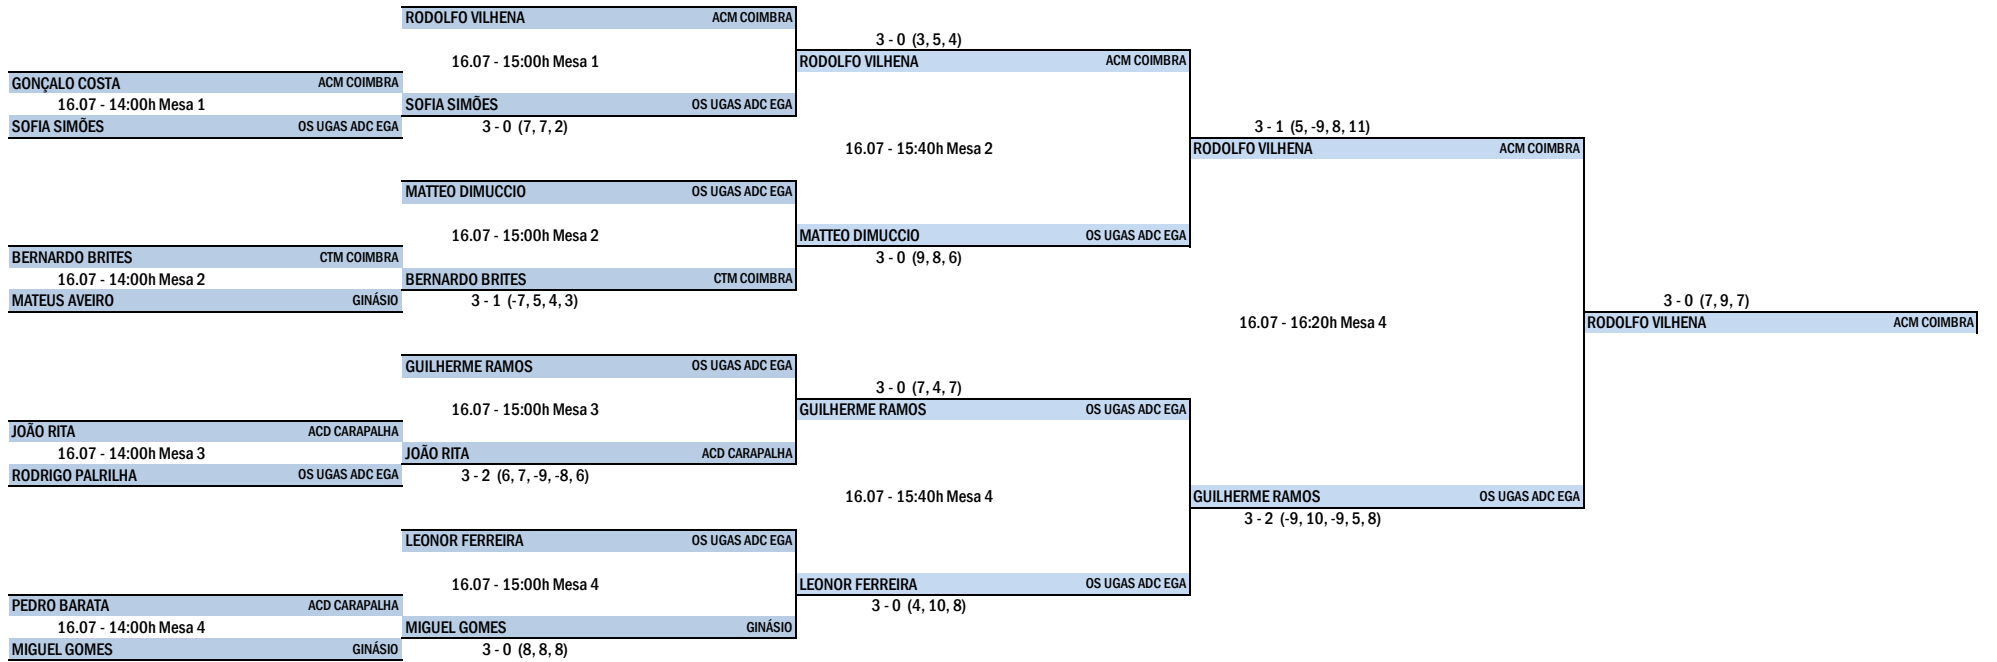 RODOLFO VILHENA ACM COIMBRA
3 - 0 (3, 5, 4)
16.07 - 15:00h Mesa 1 RODOLFO VILHENA ACM COIMBRA
GONÇALO COSTA ACM COIMBRA
16.07 - 14:00h Mesa 1 SOFIA SIMÕES OS UGAS ADC EGA
SOFIA SIMÕES OS UGAS ADC EGA 3 - 0 (7, 7, 2) 3 - 1 (5, -9, 8, 11)
16.07 - 15:40h Mesa 2 RODOLFO VILHENA ACM COIMBRA
MATTEO DIMUCCIO OS UGAS ADC EGA
16.07 - 15:00h Mesa 2 MATTEO DIMUCCIO OS UGAS ADC EGA
BERNARDO BRITES CTM COIMBRA 3 - 0 (9, 8, 6)
16.07 - 14:00h Mesa 2 BERNARDO BRITES CTM COIMBRA
MATEUS AVEIRO GINÁSIO 3 - 1 (-7, 5, 4, 3) 3 - 0 (7, 9, 7)
16.07 - 16:20h Mesa 4 RODOLFO VILHENA ACM COIMBRA
GUILHERME RAMOS OS UGAS ADC EGA
3 - 0 (7, 4, 7)
16.07 - 15:00h Mesa 3 GUILHERME RAMOS OS UGAS ADC EGA
JOÃO RITA ACD CARAPALHA
16.07 - 14:00h Mesa 3 JOÃO RITA ACD CARAPALHA
RODRIGO PALRILHA OS UGAS ADC EGA 3 - 2 (6, 7, -9, -8, 6)
16.07 - 15:40h Mesa 4 GUILHERME RAMOS OS UGAS ADC EGA
3 - 2 (-9, 10, -9, 5, 8)
LEONOR FERREIRA OS UGAS ADC EGA
16.07 - 15:00h Mesa 4 LEONOR FERREIRA OS UGAS ADC EGA
PEDRO BARATA ACD CARAPALHA 3 - 0 (4, 10, 8)
16.07 - 14:00h Mesa 4 MIGUEL GOMES GINÁSIO
MIGUEL GOMES GINÁSIO 3 - 0 (8, 8, 8)